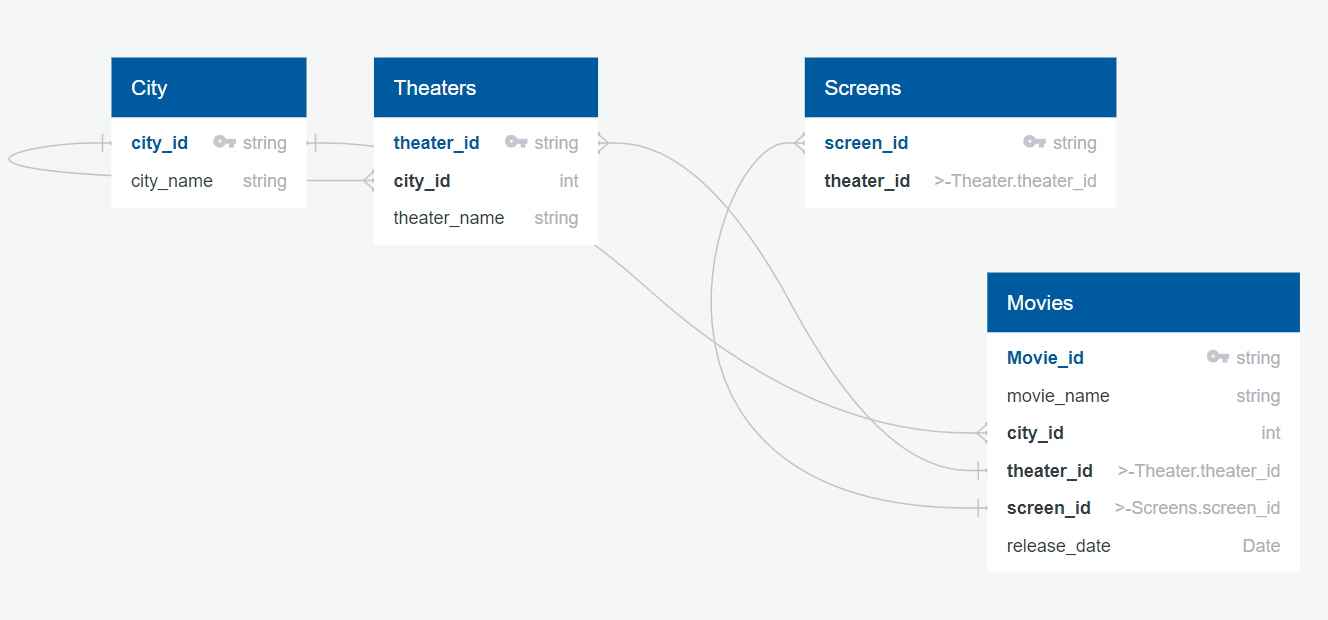 City
city_id string
city_name string
Theaters
theater_id string
city_id int
theater_name string
Screens
screen_id string
theater_id >-Theater.theater_id
Movies
Movie_id string
movie_name string
city_id int
theater_id >-Theater.theater_id
screen_id >-Screens.screen_id
release_date Date